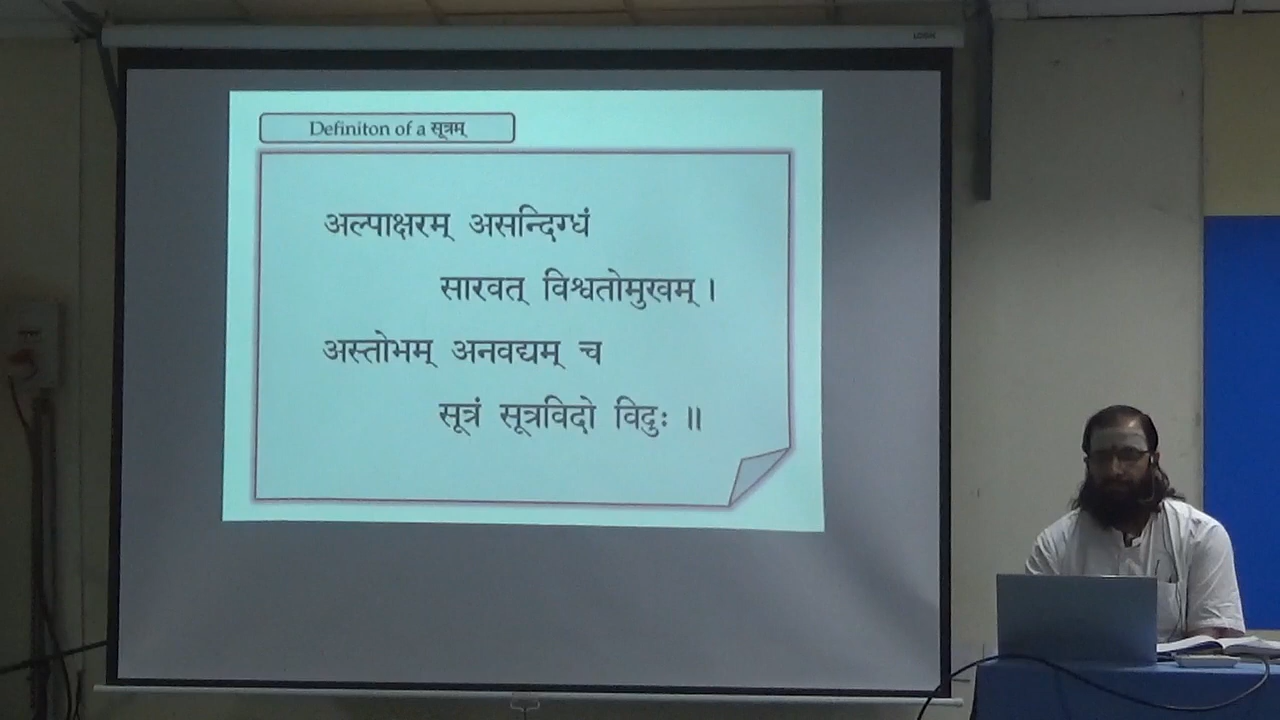 Definiton of a सूत्रम्
अल्पाक्षरम् असन्दिग्धं
सारवत् विश्वतोमुखम् ।
अस्तोभम् अनवद्यम् च
सूत्रं सूत्रविदो विदुः ॥